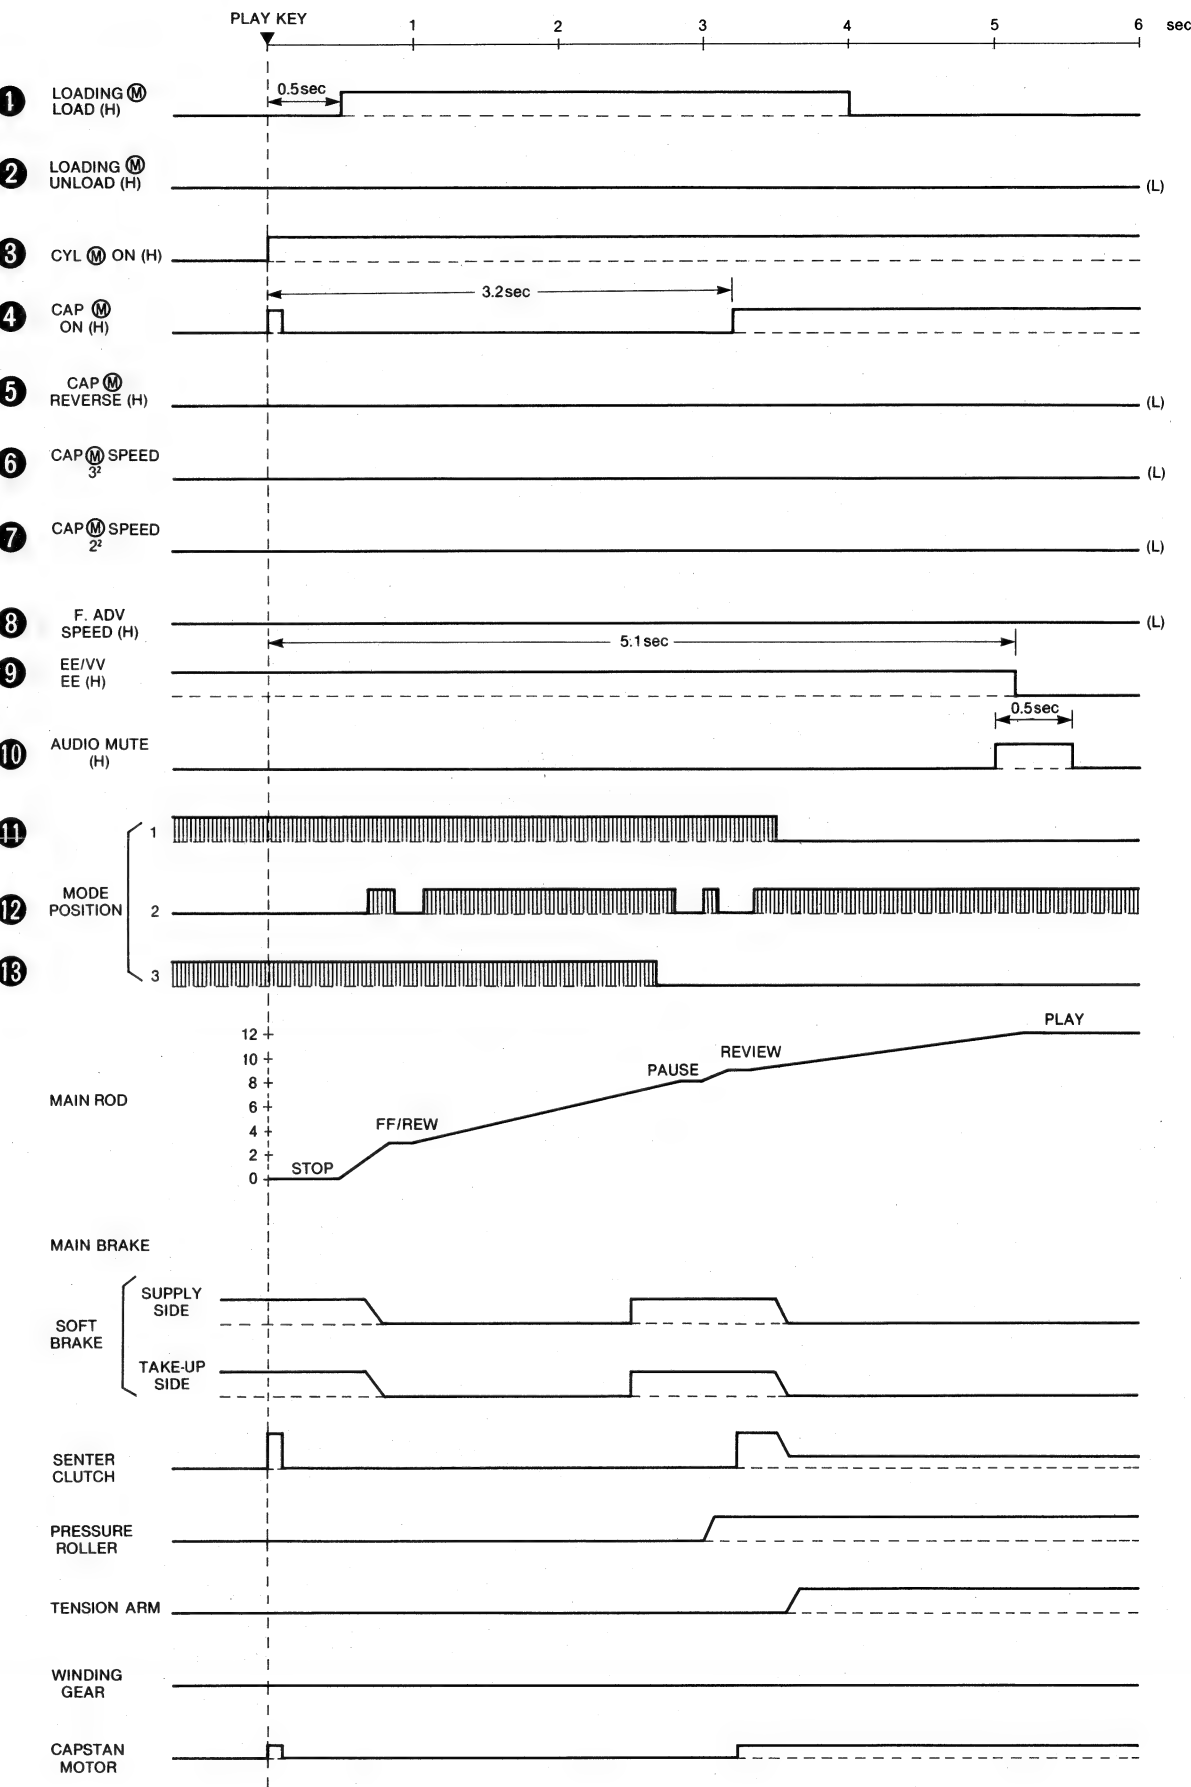 PLAY KEY
1 2 3 4 5 6 sec
1 LOADING Ⓜ
LOAD (H)
0.5sec
2 LOADING Ⓜ
UNLOAD (H)
(L)
3 CYL Ⓜ ON (H)
3.2sec
4 CAP Ⓜ
ON (H)
5 CAP Ⓜ
REVERSE (H)
(L)
6 CAP Ⓜ SPEED
3²
(L)
7 CAP Ⓜ SPEED
2²
(L)
8 F. ADV
SPEED (H)
(L)
5.1sec
9 EE/VV
EE (H)
0.5sec
10 AUDIO MUTE
(H)
11 1
MODE
POSITION
12 2
13 3
MAIN ROD
12
10
8
6
4
2
0
STOP
FF/REW
PAUSE
REVIEW
PLAY
MAIN BRAKE
SOFT
BRAKE
SUPPLY
SIDE
TAKE-UP
SIDE
SENTER
CLUTCH
PRESSURE
ROLLER
TENSION ARM
WINDING
GEAR
CAPSTAN
MOTOR